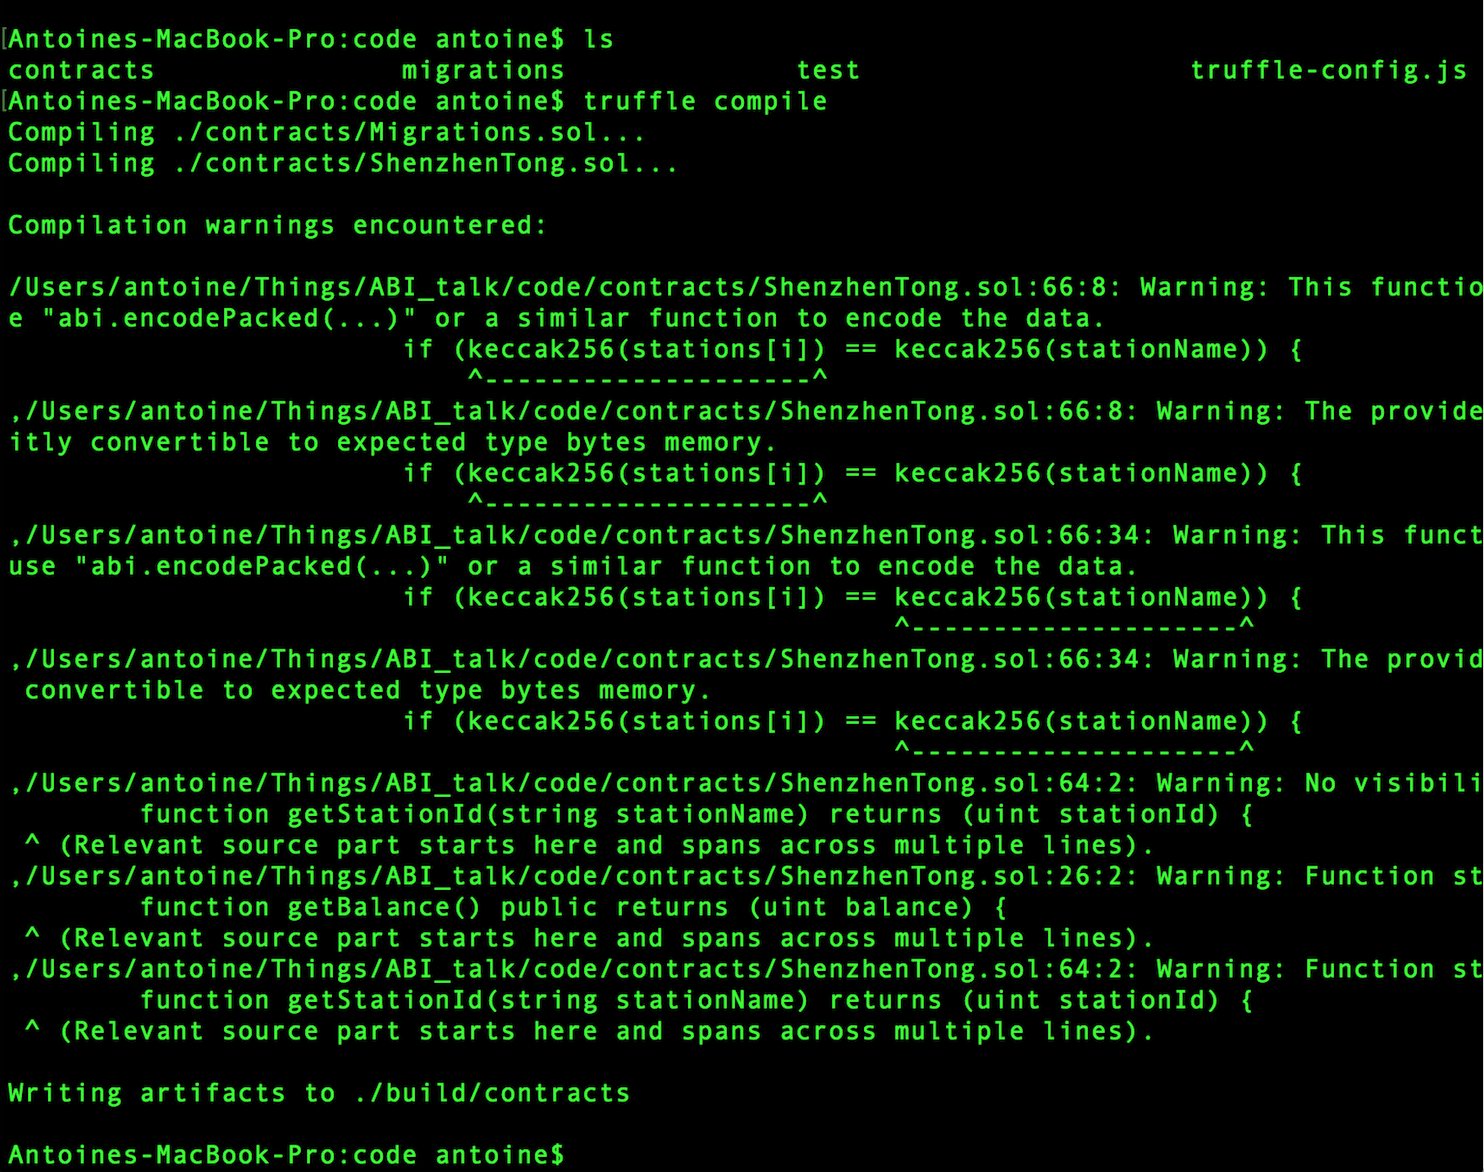 [Antoines-MacBook-Pro:code antoine$ ls
contracts migrations test truffle-config.js
[Antoines-MacBook-Pro:code antoine$ truffle compile
Compiling ./contracts/Migrations.sol...
Compiling ./contracts/ShenzhenTong.sol...
Compilation warnings encountered:
/Users/antoine/Things/ABI_talk/code/contracts/ShenzhenTong.sol:66:8: Warning: This functio
e "abi.encodePacked(...)" or a similar function to encode the data.
if (keccak256(stations[i]) == keccak256(stationName)) {
^--------------------^
,/Users/antoine/Things/ABI_talk/code/contracts/ShenzhenTong.sol:66:8: Warning: The provide
itly convertible to expected type bytes memory.
if (keccak256(stations[i]) == keccak256(stationName)) {
^--------------------^
,/Users/antoine/Things/ABI_talk/code/contracts/ShenzhenTong.sol:66:34: Warning: This funct
use "abi.encodePacked(...)" or a similar function to encode the data.
if (keccak256(stations[i]) == keccak256(stationName)) {
^--------------------^
,/Users/antoine/Things/ABI_talk/code/contracts/ShenzhenTong.sol:66:34: Warning: The provid
convertible to expected type bytes memory.
if (keccak256(stations[i]) == keccak256(stationName)) {
^--------------------^
,/Users/antoine/Things/ABI_talk/code/contracts/ShenzhenTong.sol:64:2: Warning: No visibili
function getStationId(string stationName) returns (uint stationId) {
^ (Relevant source part starts here and spans across multiple lines).
,/Users/antoine/Things/ABI_talk/code/contracts/ShenzhenTong.sol:26:2: Warning: Function st
function getBalance() public returns (uint balance) {
^ (Relevant source part starts here and spans across multiple lines).
,/Users/antoine/Things/ABI_talk/code/contracts/ShenzhenTong.sol:64:2: Warning: Function st
function getStationId(string stationName) returns (uint stationId) {
^ (Relevant source part starts here and spans across multiple lines).
Writing artifacts to ./build/contracts
Antoines-MacBook-Pro:code antoine$